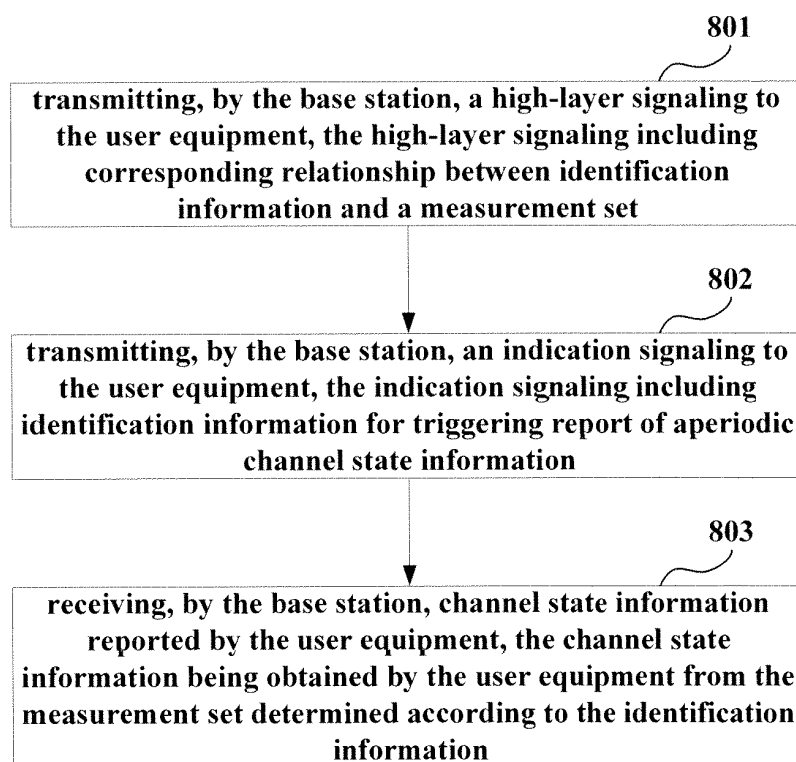 801
transmitting, by the base station, a high-layer signaling to
the user equipment, the high-layer signaling including
corresponding relationship between identification
information and a measurement set
802
transmitting, by the base station, an indication signaling to
the user equipment, the indication signaling including
identification information for triggering report of aperiodic
channel state information
803
receiving, by the base station, channel state information
reported by the user equipment, the channel state
information being obtained by the user equipment from the
measurement set determined according to the identification
information